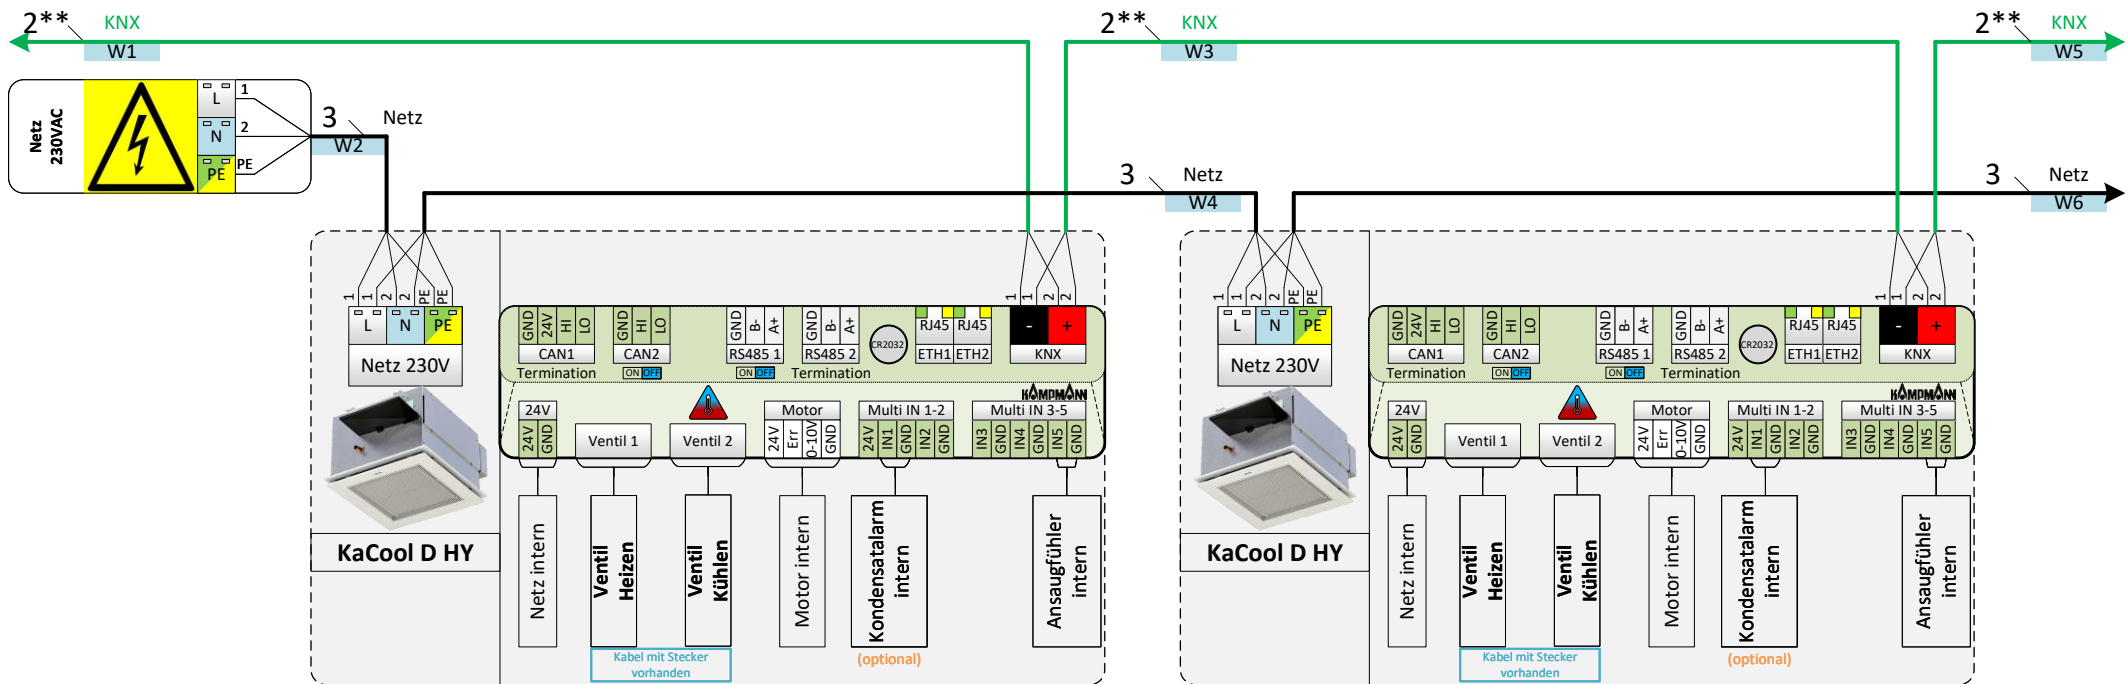 2** KNX
W1
2** KNX
W3
2** KNX
W5
Netz
230VAC
L 1
N 2
PE PE
3 Netz
W2
3 Netz
W4
3 Netz
W6
1 1 2 2 PE PE
L N PE
Netz 230V
KaCool D HY
GND 24V HI LO
CAN1
GND HI LO
CAN2
GND B- A+
RS485 1
GND B- A+
RS485 2
CR2032
RJ45 RJ45
ETH1 ETH2
1 1 2 2
- +
KNX
Termination ON OFF ON OFF Termination
KAMPMANN
24V
24V GND
Ventil 1
Ventil 2
Motor
24V Err 0-10V GND
Multi IN 1-2
24V IN1 GND IN2 GND
Multi IN 3-5
IN3 GND IN4 GND IN5 GND
Netz intern
Ventil
Heizen
Ventil
Kühlen
Motor intern
Kondensatalarm
intern
Ansaugfühler
intern
Kabel mit Stecker
vorhanden
(optional)
1 1 2 2 PE PE
L N PE
Netz 230V
KaCool D HY
GND 24V HI LO
CAN1
GND HI LO
CAN2
GND B- A+
RS485 1
GND B- A+
RS485 2
CR2032
RJ45 RJ45
ETH1 ETH2
1 1 2 2
- +
KNX
Termination ON OFF ON OFF Termination
KAMPMANN
24V
24V GND
Ventil 1
Ventil 2
Motor
24V Err 0-10V GND
Multi IN 1-2
24V IN1 GND IN2 GND
Multi IN 3-5
IN3 GND IN4 GND IN5 GND
Netz intern
Ventil
Heizen
Ventil
Kühlen
Motor intern
Kondensatalarm
intern
Ansaugfühler
intern
Kabel mit Stecker
vorhanden
(optional)